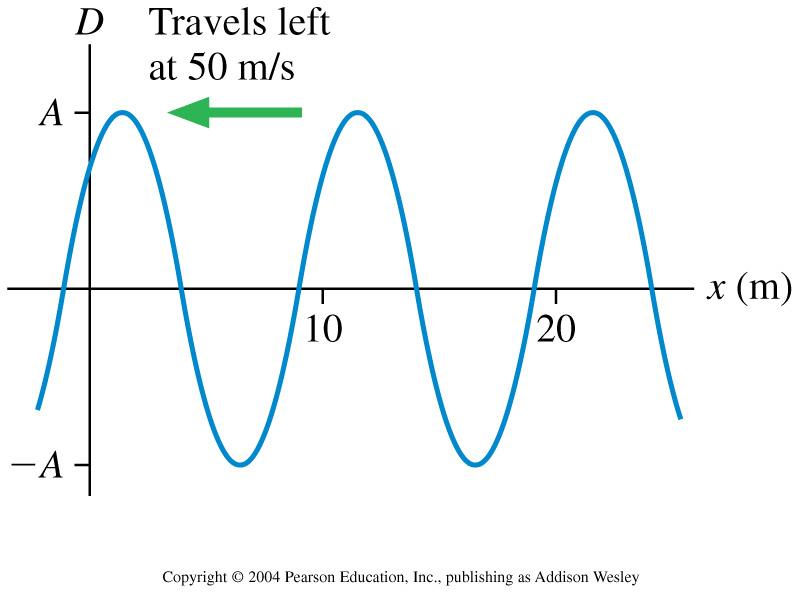 D
Travels left
at 50 m/s
A
x (m)
10
20
−A
Copyright © 2004 Pearson Education, Inc., publishing as Addison Wesley